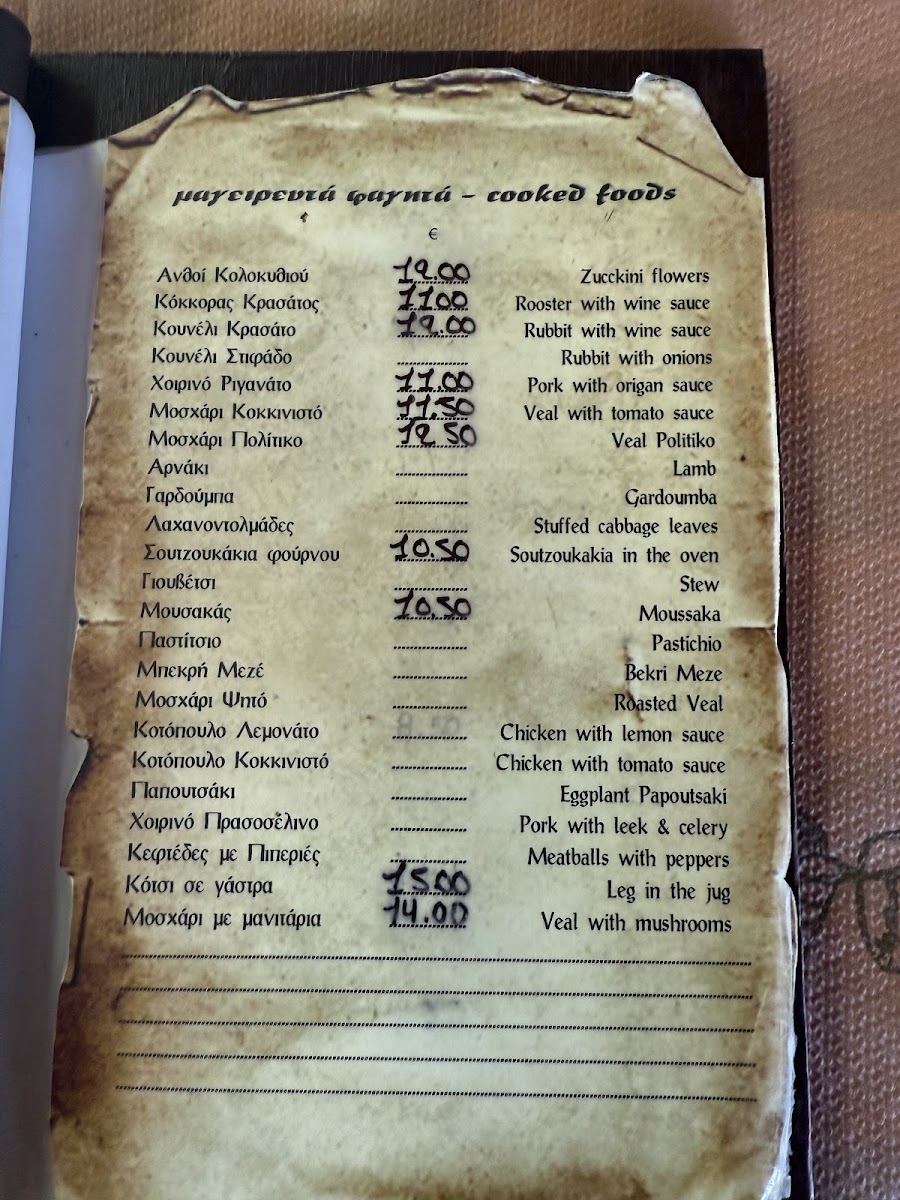 μαγειρευτά φαγητά - cooked foods
€
Ανθοί Κολοκυθιού 12.00 Zucckini flowers
Κόκκορας Κρασάτος 11.00 Rooster with wine sauce
Κουνέλι Κρασάτο 12.00 Rubbit with wine sauce
Κουνέλι Στιφάδο Rubbit with onions
Χοιρινό Ριγανάτο 11.00 Pork with origan sauce
Μοσχάρι Κοκκινιστό 11.50 Veal with tomato sauce
Μοσχάρι Πολίτικο 12.50 Veal Politiko
Αρνάκι Lamb
Γαρδούμπα Gardoumba
Λαχανοντολμάδες Stuffed cabbage leaves
Σουτζουκάκια φούρνου 10.50 Soutzoukakia in the oven
Γιουβέτσι Stew
Μουσακάς 10.50 Moussaka
Παστίτσιο Pastichio
Μπεκρή Μεζέ Bekri Meze
Μοσχάρι Ψητό Roasted Veal
Κοτόπουλο Λεμονάτο Chicken with lemon sauce
Κοτόπουλο Κοκκινιστό Chicken with tomato sauce
Παπουτσάκι Eggplant Papoutsaki
Χοιρινό Πρασοσέλινο Pork with leek & celery
Κεφτέδες με Πιπεριές Meatballs with peppers
Κότσι σε γάστρα 15.00 Leg in the jug
Μοσχάρι με μανιτάρια 14.00 Veal with mushrooms